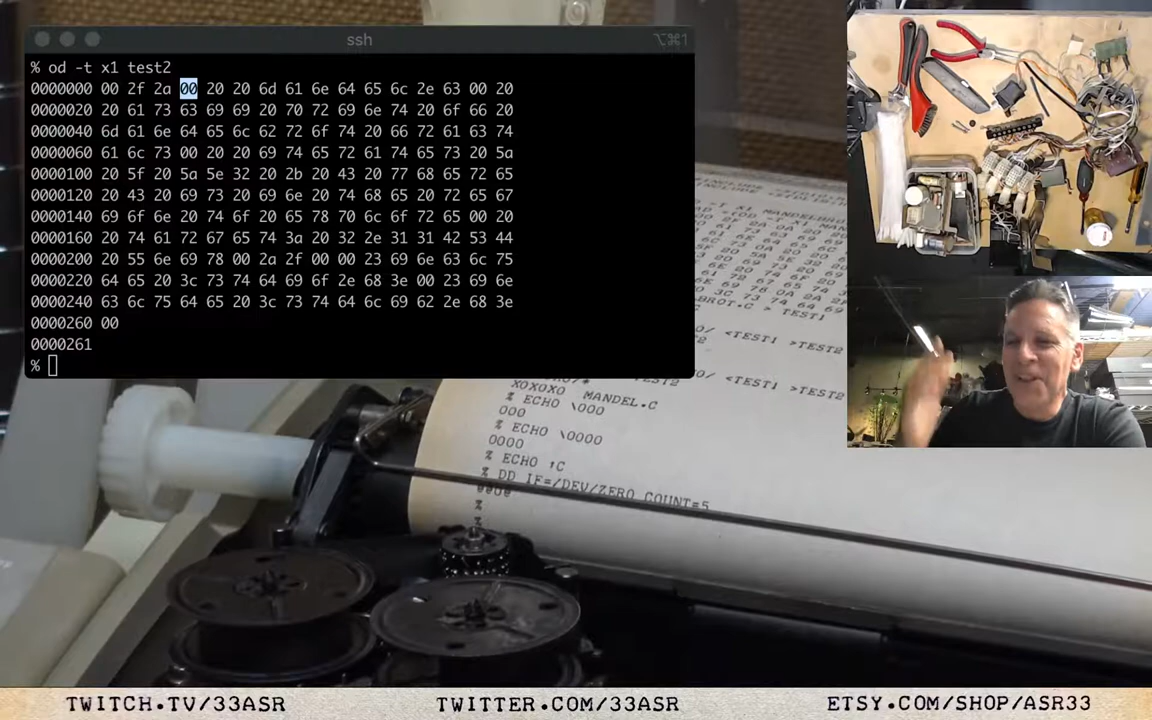 ssh
⌥⌘1
% od -t x1 test2
0000000 00 2f 2a 00 20 20 6d 61 6e 64 65 6c 2e 63 00 20
0000020 20 61 73 63 69 69 20 70 72 69 6e 74 20 6f 66 20
0000040 6d 61 6e 64 65 6c 62 72 6f 74 20 66 72 61 63 74
0000060 61 6c 73 00 20 20 69 74 65 72 61 74 65 73 20 5a
0000100 20 5f 20 5a 5e 32 20 2b 20 43 20 77 68 65 72 65
0000120 20 43 20 69 73 20 69 6e 20 74 68 65 20 72 65 67
0000140 69 6f 6e 20 74 6f 20 65 78 70 6c 6f 72 65 00 20
0000160 20 74 61 72 67 65 74 3a 20 32 2e 31 31 42 53 44
0000200 20 55 6e 69 78 00 2a 2f 00 00 23 69 6e 63 6c 75
0000220 64 65 20 3c 73 74 64 69 6f 2e 68 3e 00 23 69 6e
0000240 63 6c 75 64 65 20 3c 73 74 64 6c 69 62 2e 68 3e
0000260 00
0000261
%
-T X1 MANDELBRO
BROT.C > TEST1
0/ <TEST1 >TEST2
0/ <TEST1 >TEST2
XOXOXO MANDEL.C
% ECHO \000
000
% ECHO \0000
0000
% ECHO ↑C
% DD IF=/DEV/ZERO COUNT=5
%
%
TWITCH.TV/33ASR
TWITTER.COM/33ASR
ETSY.COM/SHOP/ASR33